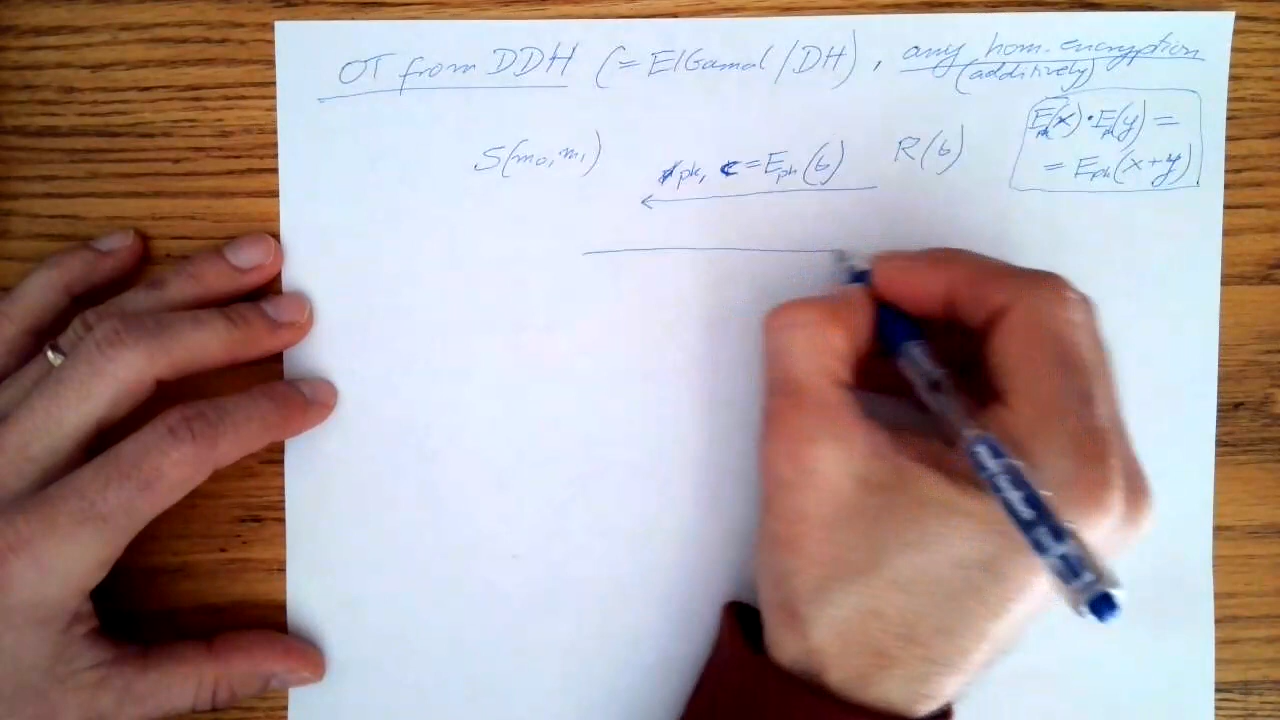 OT from DDH (= ElGamal / DH), any hom. encryption
(additively)
S(m0, m1)
pk, c = Epk(b)
R(b)
Epk(x) · Epk(y) =
= Epk(x+y)